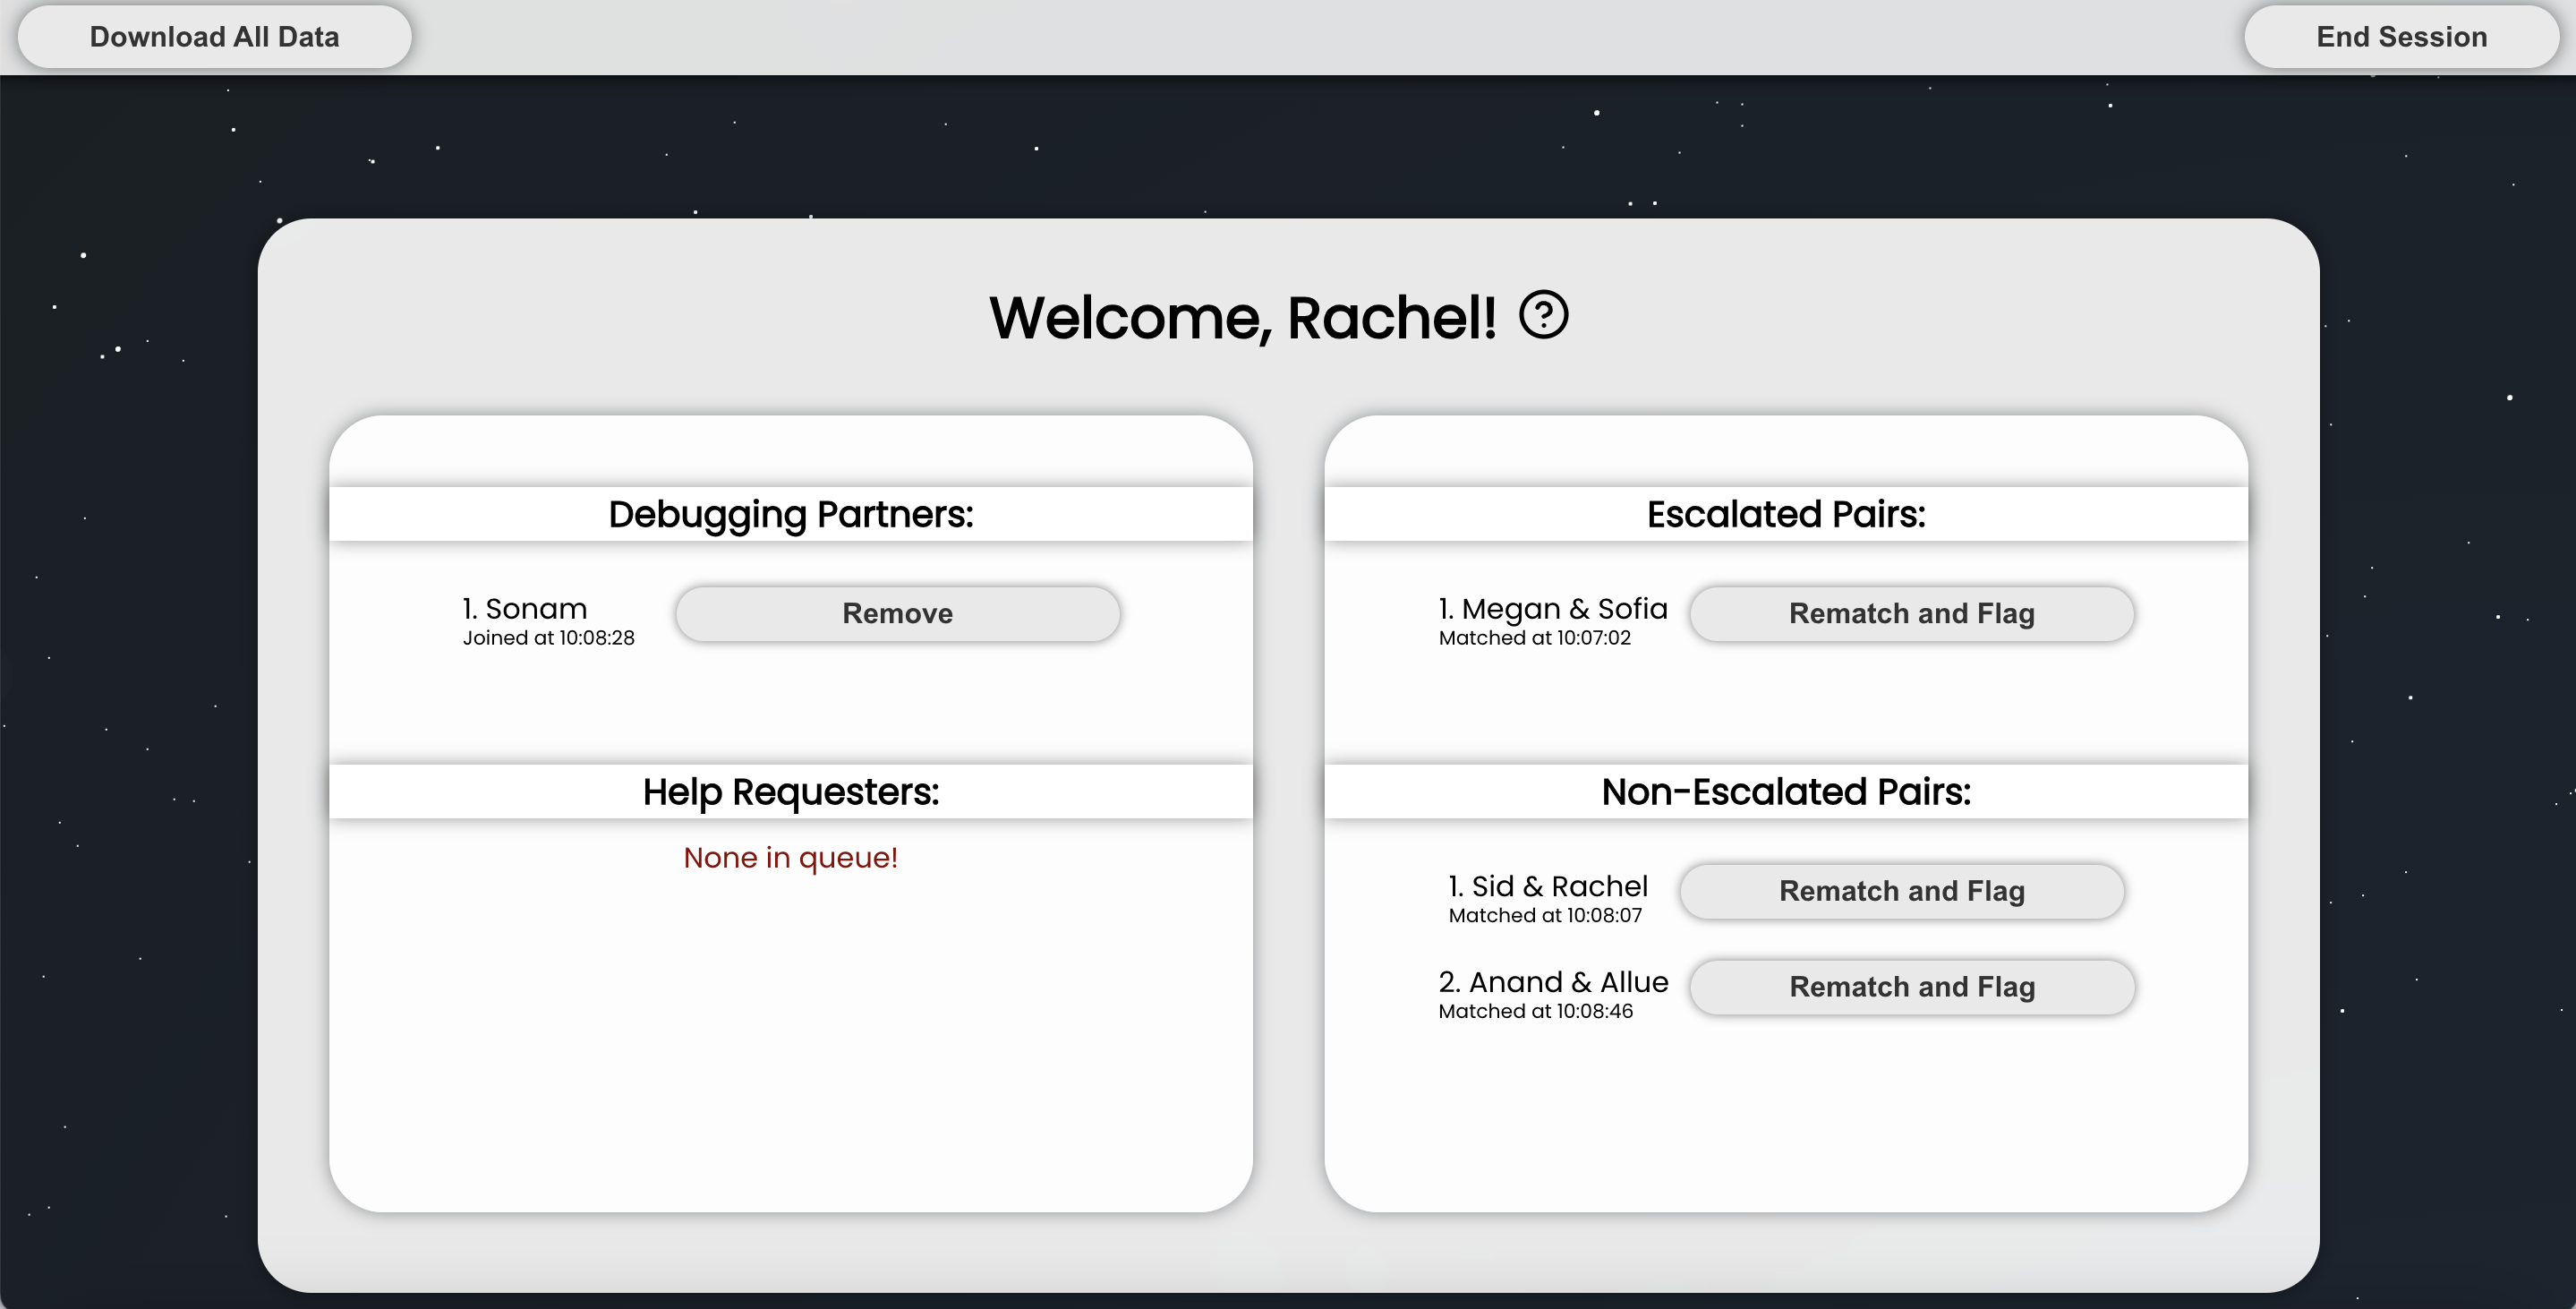 Download All Data
End Session
Welcome, Rachel!
Debugging Partners:
1. Sonam
Joined at 10:08:28
Remove
Help Requesters:
None in queue!
Escalated Pairs:
1. Megan & Sofia
Matched at 10:07:02
Rematch and Flag
Non-Escalated Pairs:
1. Sid & Rachel
Matched at 10:08:07
Rematch and Flag
2. Anand & Allue
Matched at 10:08:46
Rematch and Flag